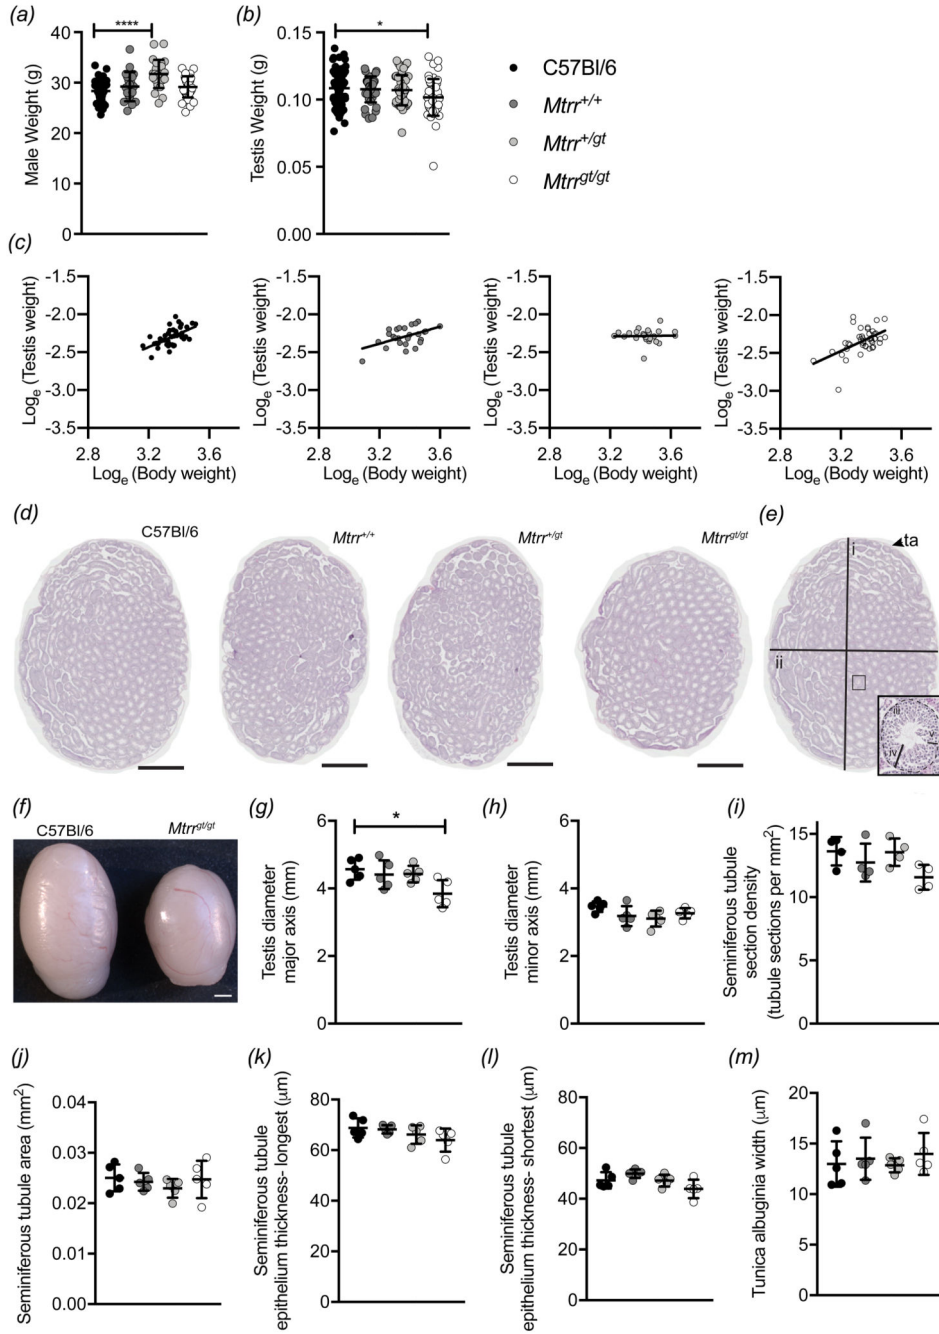 (a)
****
Male Weight (g)
40
30
20
10
0
(b)
*
Testis Weight (g)
0.15
0.10
0.05
0.00
C57Bl/6
Mtrr+/+
Mtrr+/gt
Mtrrgt/gt
(c)
Loge (Testis weight)
-1.5
-2.0
-2.5
-3.0
-3.5
2.8 3.2 3.6
Loge (Body weight)
Loge (Testis weight)
-1.5
-2.0
-2.5
-3.0
-3.5
2.8 3.2 3.6
Loge (Body weight)
Loge (Testis weight)
-1.5
-2.0
-2.5
-3.0
-3.5
2.8 3.2 3.6
Loge (Body weight)
Loge (Testis weight)
-1.5
-2.0
-2.5
-3.0
-3.5
2.8 3.2 3.6
Loge (Body weight)
(d)
C57Bl/6
Mtrr+/+
Mtrr+/gt
Mtrrgt/gt
(e)
ta
i
ii
iii
iv
v
(f)
C57Bl/6
Mtrrgt/gt
(g)
*
Testis diameter
major axis (mm)
6
4
2
0
(h)
Testis diameter
minor axis (mm)
6
4
2
0
(i)
Seminiferous tubule
section density
(tubule sections per mm2)
15
10
5
0
(j)
Seminiferous tubule area (mm2)
0.04
0.03
0.02
0.01
0.00
(k)
Seminiferous tubule
epithelium thickness- longest (μm)
80
60
40
20
0
(l)
Seminiferous tubule
epithelium thickness- shortest (μm)
80
60
40
20
0
(m)
Tunica albuginia width (μm)
20
15
10
5
0